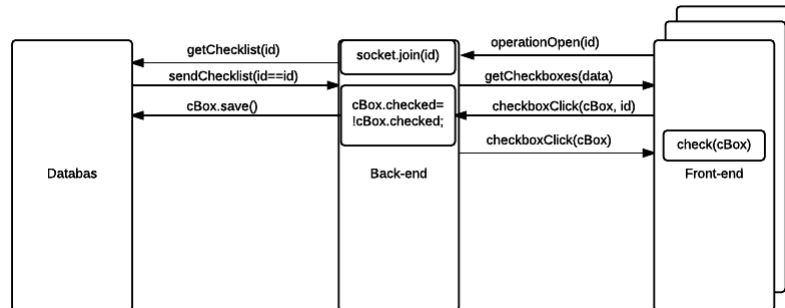 operationOpen(id)
getChecklist(id)
socket.join(id)
sendChecklist(id==id)
getCheckboxes(data)
cBox.save()
cBox.checked=
!cBox.checked;
checkboxClick(cBox, id)
checkboxClick(cBox)
check(cBox)
Databas
Back-end
Front-end